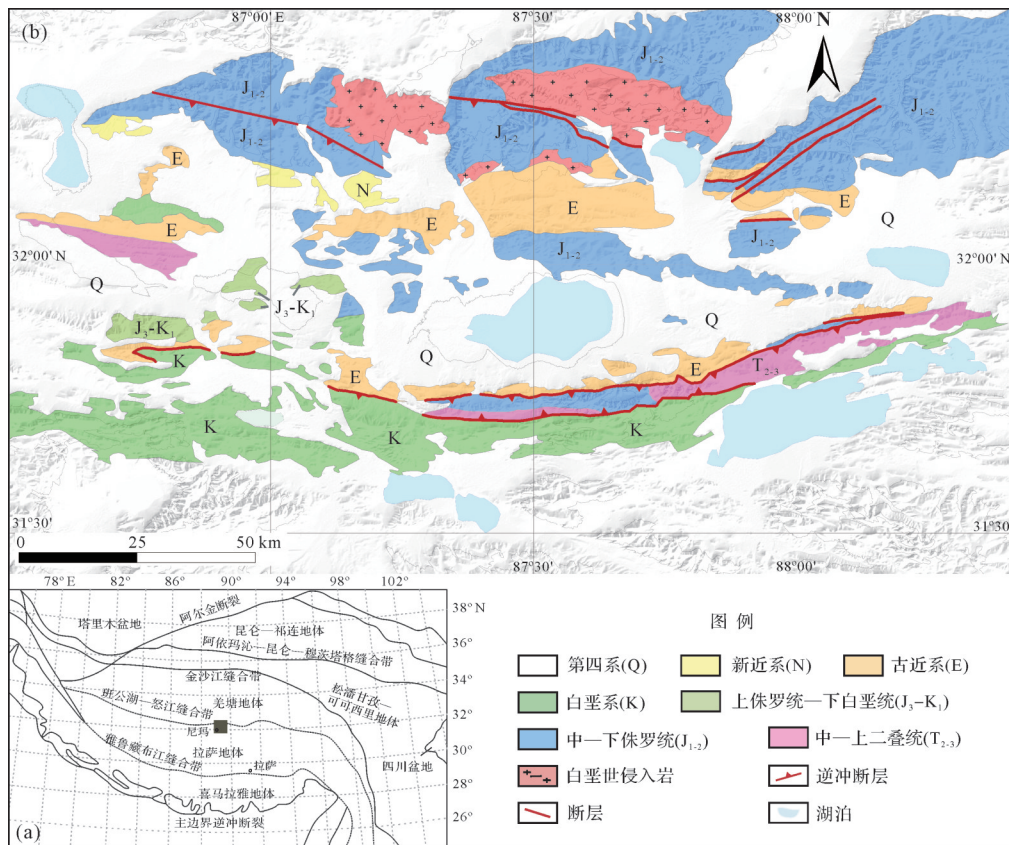 (b)
87°00′ E
87°30′
88°00′
N
J₁₋₂
J₁₋₂
J₁₋₂
J₁₋₂
J₁₋₂
E
N
E
E
E
E
Q
32°00′ N
J₁₋₂
32°00′ N
Q
J₃-K₁
J₃-K₁
Q
Q
K
E
E
T₂₋₃
K
K
K
31°30′
31°30′
0
25
50 km
87°30′
88°00′
78° E
82°
86°
90°
94°
98°
102°
38° N
36°
34°
32°
30°
28°
26°
塔里木盆地
阿尔金断裂
昆仑—祁连地体
阿依玛沁—昆仑—穆茨塔格缝合带
金沙江缝合带
松潘甘孜—
可可西里地体
班公湖—怒江缝合带
羌塘地体
尼玛
雅鲁藏布江缝合带
拉萨地体
拉萨
四川盆地
喜马拉雅地体
主边界逆冲断裂
(a)
图 例
第四系(Q)
新近系(N)
古近系(E)
白垩系(K)
上侏罗统—下白垩统(J₃-K₁)
中—下侏罗统(J₁₋₂)
中—上二叠统(T₂₋₃)
白垩世侵入岩
逆冲断层
断层
湖泊